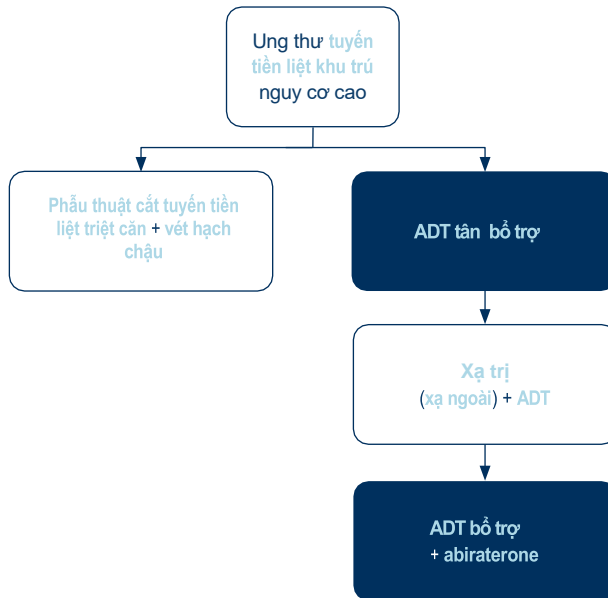 Ung thư tuyến
tiền liệt khu trú
nguy cơ cao
Phẫu thuật cắt tuyến tiền
liệt triệt căn + vét hạch
chậu
ADT tân bổ trợ
Xạ trị
(xạ ngoài) + ADT
ADT bổ trợ
+ abiraterone